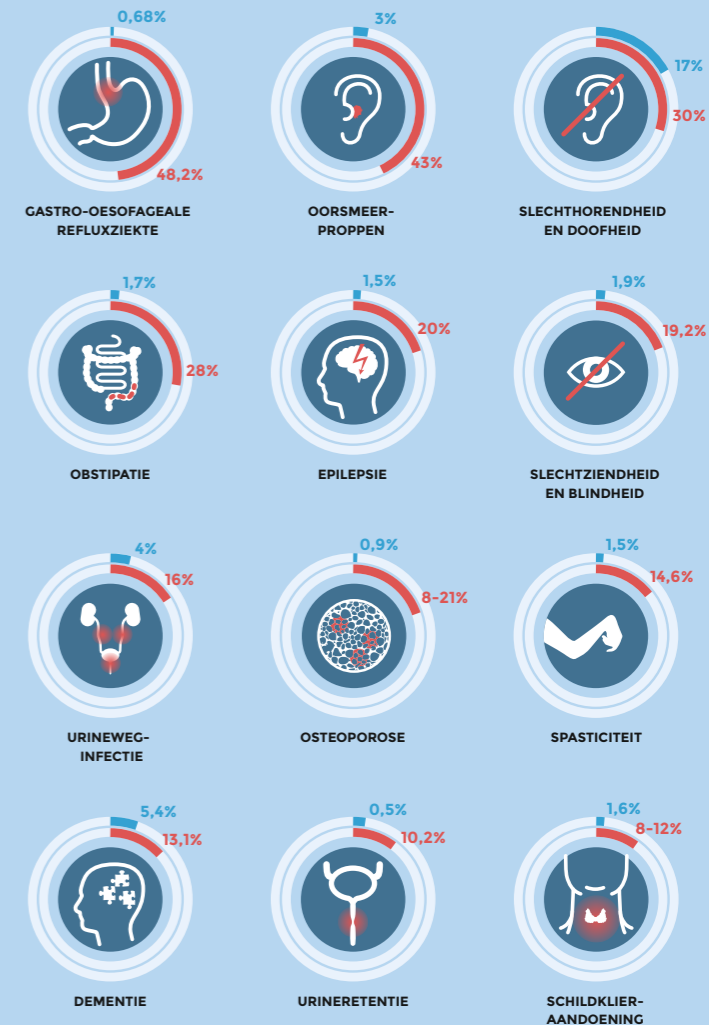 0,68%
48,2%
GASTRO-OESOFAGEALE
REFLUXZIEKTE
3%
43%
OORSMEER-
PROPPEN
17%
30%
SLECHTHORENDHEID
EN DOOFHEID
1,7%
28%
OBSTIPATIE
1,5%
20%
EPILEPSIE
1,9%
19,2%
SLECHTZIENDHEID
EN BLINDHEID
4%
16%
URINEWEG-
INFECTIE
0,9%
8-21%
OSTEOPOROSE
1,5%
14,6%
SPASTICITEIT
5,4%
13,1%
DEMENTIE
0,5%
10,2%
URINERETENTIE
1,6%
8-12%
SCHILDKLIER-
AANDOENING